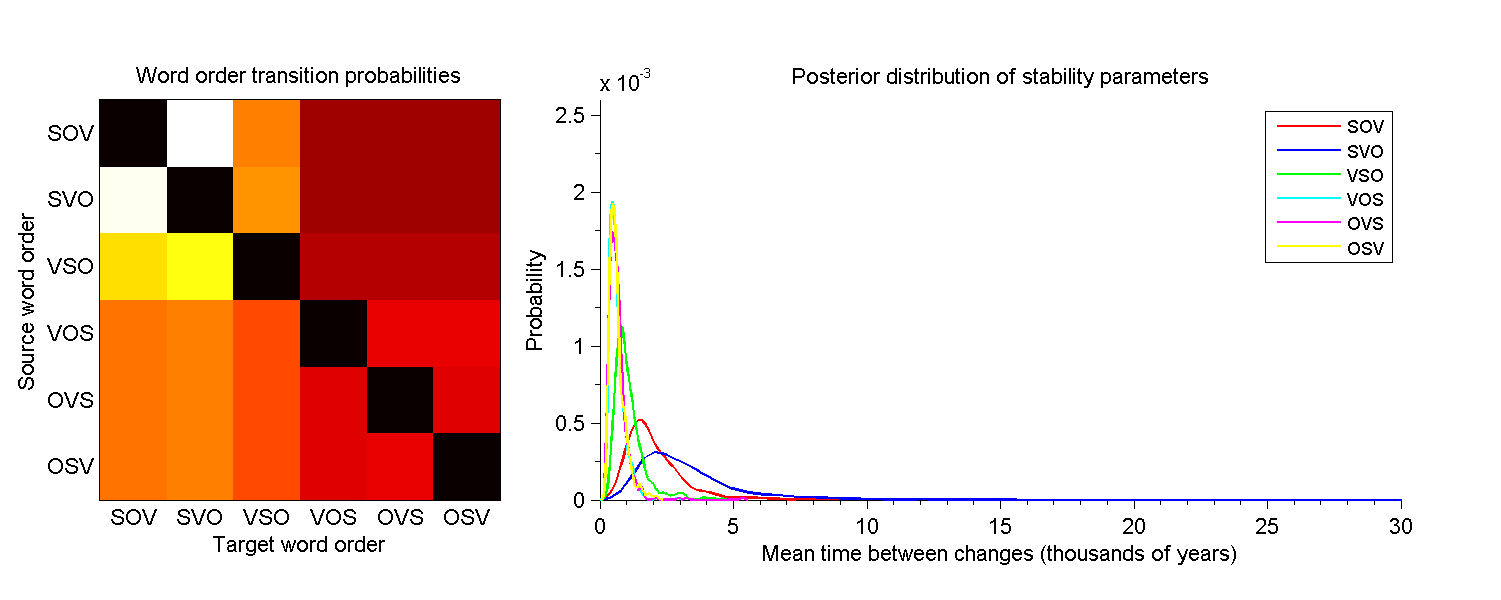 Word order transition probabilities
SOV
SVO
VSO
VOS
OVS
OSV
Source word order
SOV SVO VSO VOS OVS OSV
Target word order
Posterior distribution of stability parameters
x 10-3
2.5
2
1.5
1
0.5
0
Probability
0 5 10 15 20 25 30
Mean time between changes (thousands of years)
SOV
SVO
VSO
VOS
OVS
OSV